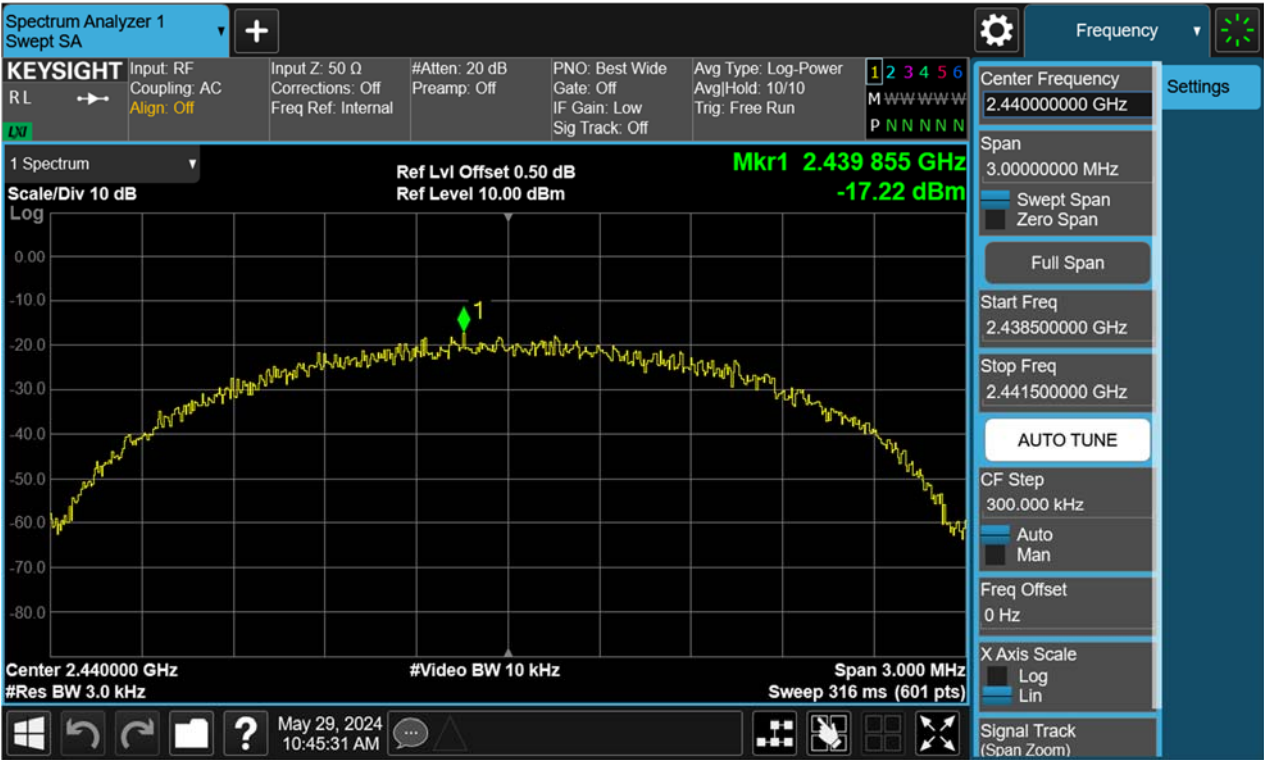 Spectrum Analyzer 1
Swept SA
+
Frequency
KEYSIGHT
R L
LXI
Input: RF
Coupling: AC
Align: Off
Input Z: 50 Ω
Corrections: Off
Freq Ref: Internal
#Atten: 20 dB
Preamp: Off
PNO: Best Wide
Gate: Off
IF Gain: Low
Sig Track: Off
Avg Type: Log-Power
Avg|Hold: 10/10
Trig: Free Run
1 2 3 4 5 6
M W W W W W
P N N N N N
1 Spectrum
Scale/Div 10 dB
Ref Lvl Offset 0.50 dB
Ref Level 10.00 dBm
Mkr1 2.439 855 GHz
-17.22 dBm
Log
0.00
-10.0
-20.0
-30.0
-40.0
-50.0
-60.0
-70.0
-80.0
1
Center 2.440000 GHz
#Res BW 3.0 kHz
#Video BW 10 kHz
Span 3.000 MHz
Sweep 316 ms (601 pts)
?
May 29, 2024
10:45:31 AM
Center Frequency
2.440000000 GHz
Settings
Span
3.00000000 MHz
Swept Span
Zero Span
Full Span
Start Freq
2.438500000 GHz
Stop Freq
2.441500000 GHz
AUTO TUNE
CF Step
300.000 kHz
Auto
Man
Freq Offset
0 Hz
X Axis Scale
Log
Lin
Signal Track
(Span Zoom)